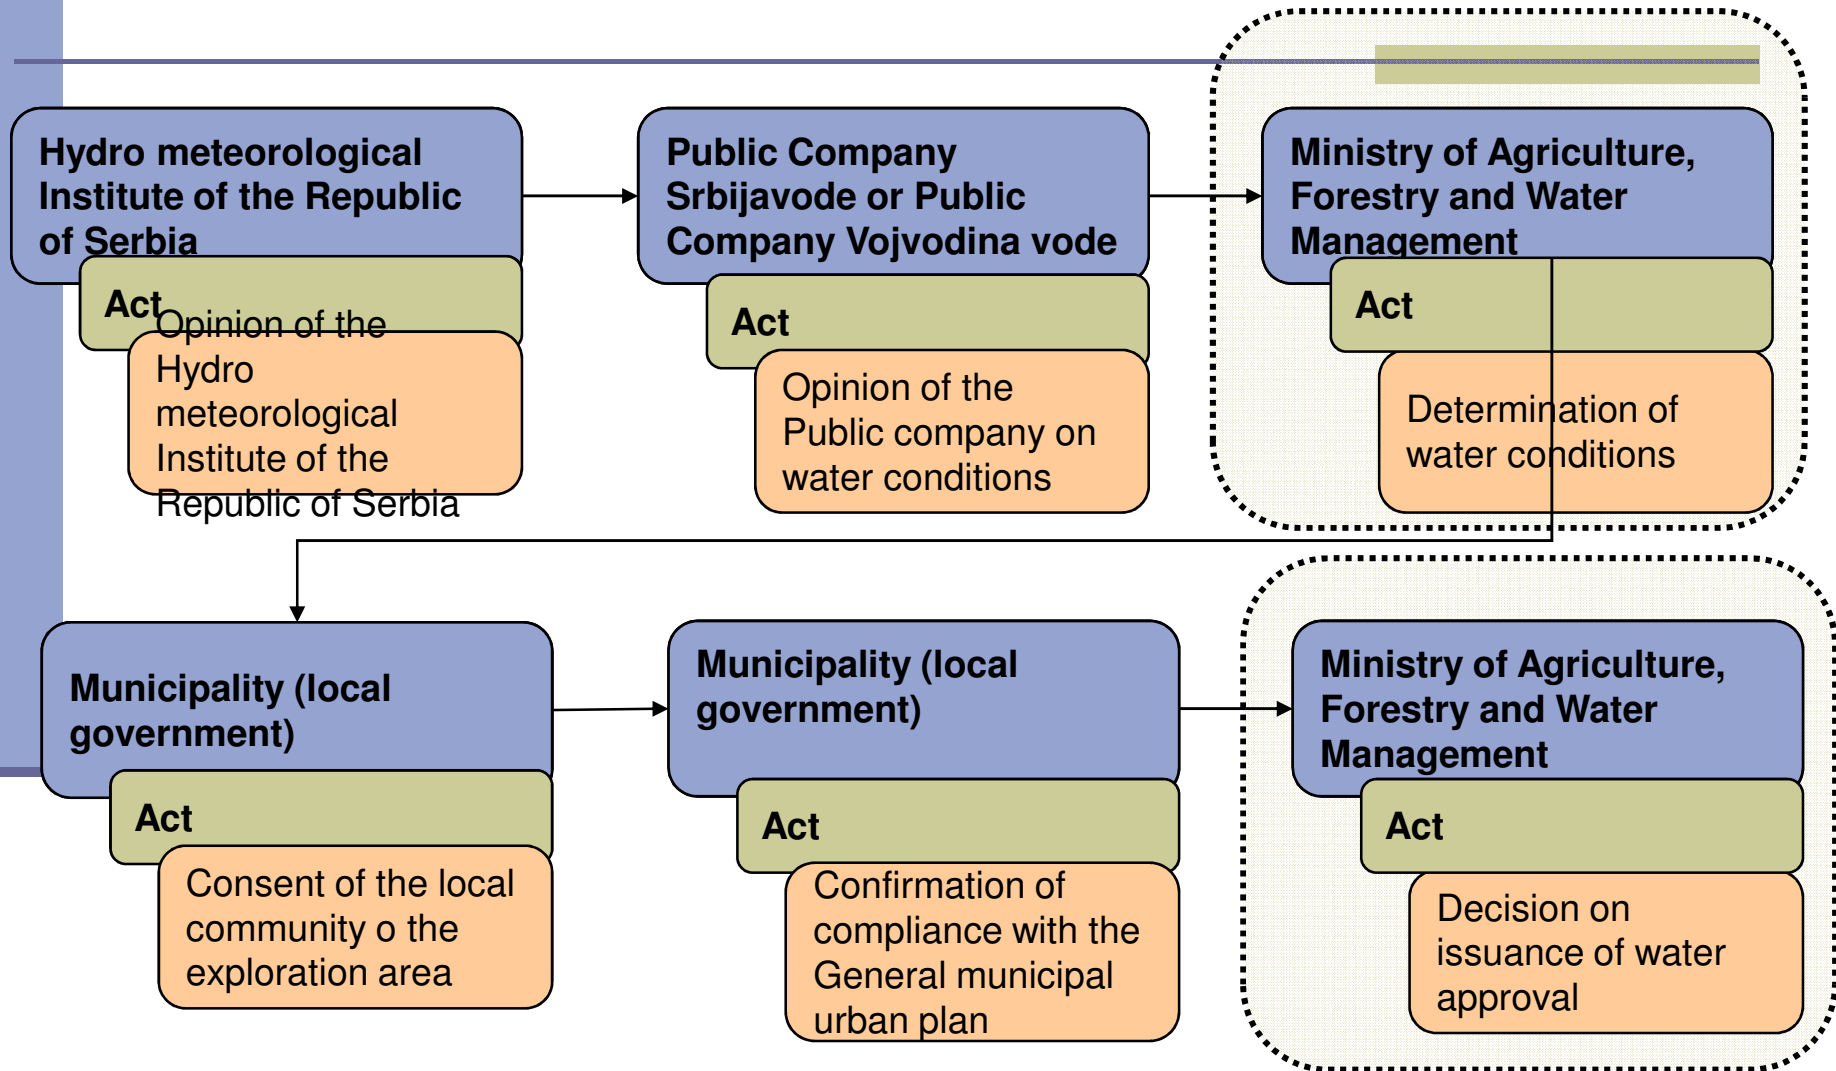 Hydro meteorological
Institute of the Republic
of Serbia
Act
Opinion of the
Hydro
meteorological
Institute of the
Republic of Serbia
Public Company
Srbijavode or Public
Company Vojvodina vode
Act
Opinion of the
Public company on
water conditions
Ministry of Agriculture,
Forestry and Water
Management
Act
Determination of
water conditions
Municipality (local
government)
Act
Consent of the local
community o the
exploration area
Municipality (local
government)
Act
Confirmation of
compliance with the
General municipal
urban plan
Ministry of Agriculture,
Forestry and Water
Management
Act
Decision on
issuance of water
approval